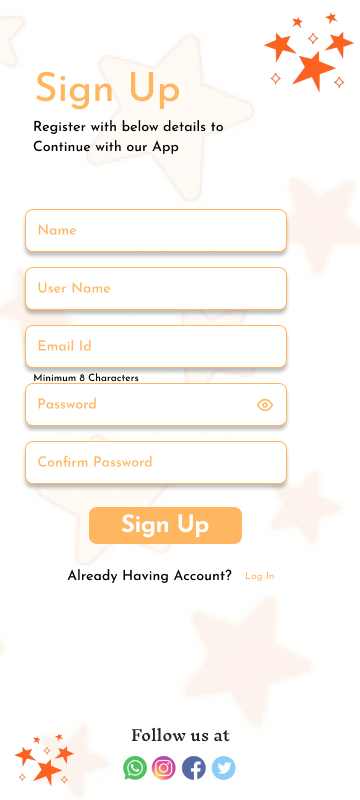 Sign Up
Register with below details to
Continue with our App
Name
User Name
Email Id
Minimum 8 Characters
Password
Confirm Password
Sign Up
Already Having Account? Log In
Follow us at